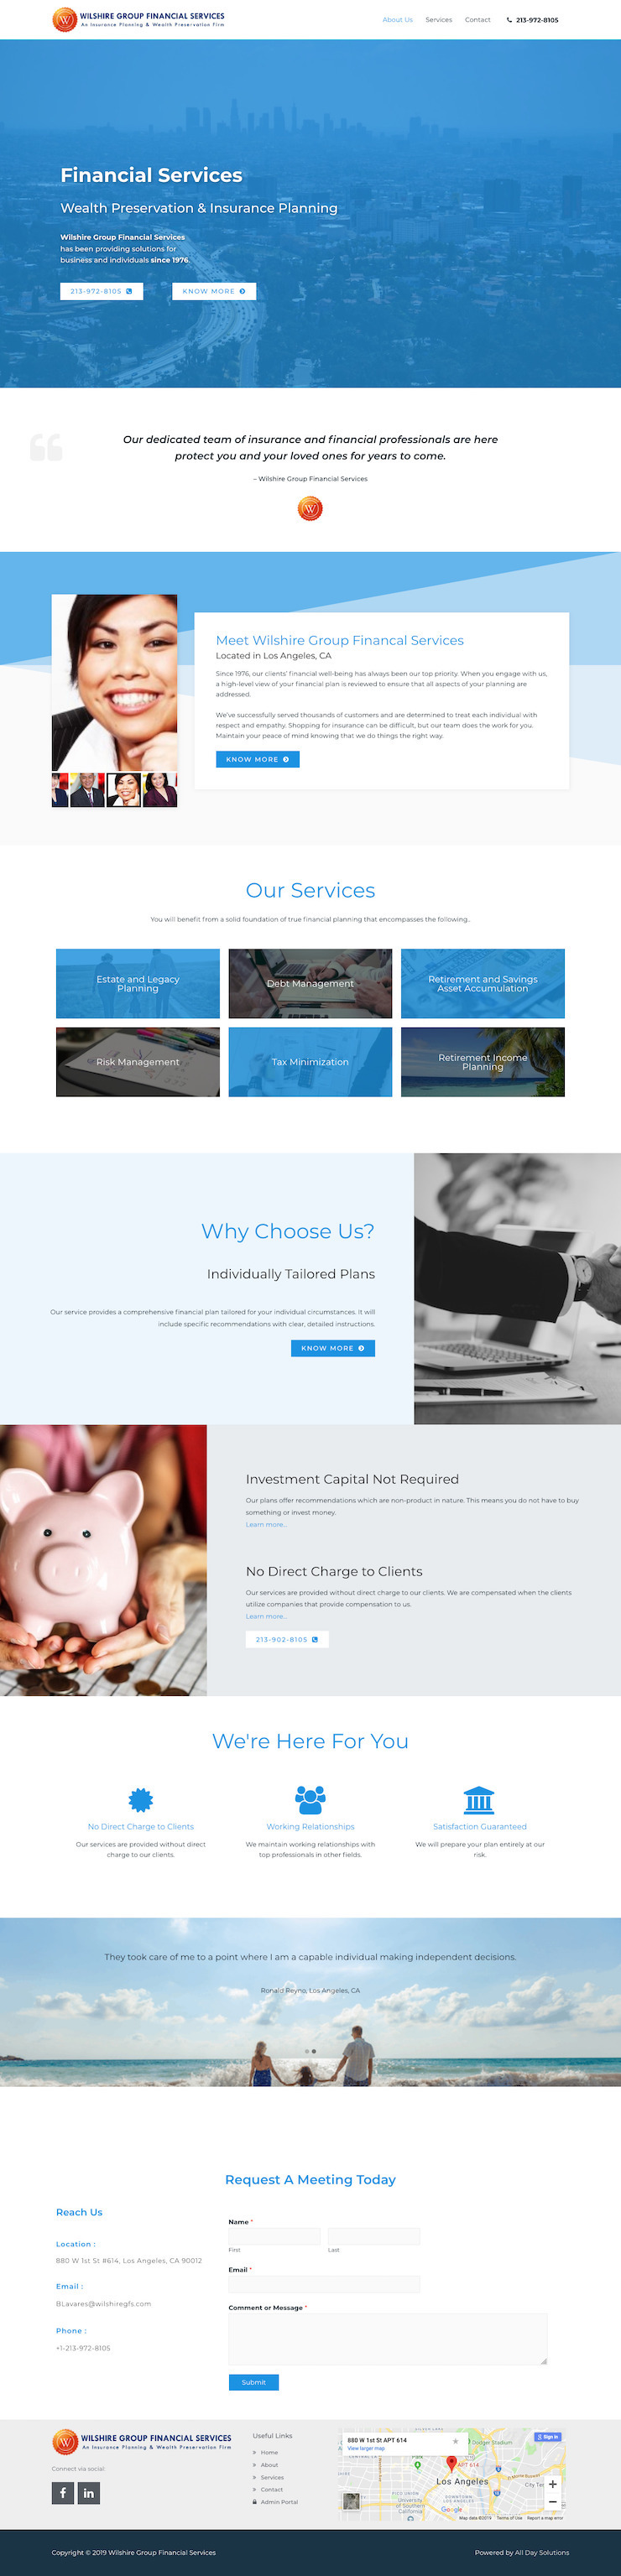 WILSHIRE GROUP FINANCIAL SERVICES
An Insurance Planning & Wealth Preservation Firm
About Us
Services
Contact
213-972-8105
Financial Services
Wealth Preservation & Insurance Planning
Wilshire Group Financial Services
has been providing solutions for
business and individuals since 1976.
213-972-8105
KNOW MORE
Our dedicated team of insurance and financial professionals are here
protect you and your loved ones for years to come.
– Wilshire Group Financial Services
W
Meet Wilshire Group Financal Services
Located in Los Angeles, CA
Since 1976, our clients' financial well-being has always been our top priority. When you engage with us,
a high-level view of your financial plan is reviewed to ensure that all aspects of your planning are
addressed.
We've successfully served thousands of customers and are determined to treat each individual with
respect and empathy. Shopping for insurance can be difficult, but our team does the work for you.
Maintain your peace of mind knowing that we do things the right way.
KNOW MORE
Our Services
You will benefit from a solid foundation of true financial planning that encompasses the following..
Estate and Legacy
Planning
Debt Management
Retirement and Savings
Asset Accumulation
Risk Management
Tax Minimization
Retirement Income
Planning
Why Choose Us?
Individually Tailored Plans
Our service provides a comprehensive financial plan tailored for your individual circumstances. It will
include specific recommendations with clear, detailed instructions.
KNOW MORE
Investment Capital Not Required
Our plans offer recommendations which are non-product in nature. This means you do not have to buy
something or invest money.
Learn more...
No Direct Charge to Clients
Our services are provided without direct charge to our clients. We are compensated when the clients
utilize companies that provide compensation to us.
Learn more...
213-902-8105
We're Here For You
No Direct Charge to Clients
Our services are provided without direct
charge to our clients.
Working Relationships
We maintain working relationships with
top professionals in other fields.
Satisfaction Guaranteed
We will prepare your plan entirely at our
risk.
They took care of me to a point where I am a capable individual making independent decisions.
Ronald Reyno, Los Angeles, CA
Request A Meeting Today
Reach Us
Location :
880 W 1st St #614, Los Angeles, CA 90012
Email :
BLavares@wilshiregfs.com
Phone :
+1-213-972-8105
Name *
First
Last
Email *
Comment or Message *
Submit
WILSHIRE GROUP FINANCIAL SERVICES
An Insurance Planning & Wealth Preservation Firm
Connect via social:
Useful Links
Home
About
Services
Contact
Admin Portal
880 W 1st St APT 614
View larger map
Sign in
Dodger Stadium
APT 614
Los Angeles
University
of Southern
California
DOWNTOWN
LOS ANGELES
Google
Map data ©2019
Terms of Use
Report a map error
Copyright © 2019 Wilshire Group Financial Services
Powered by All Day Solutions